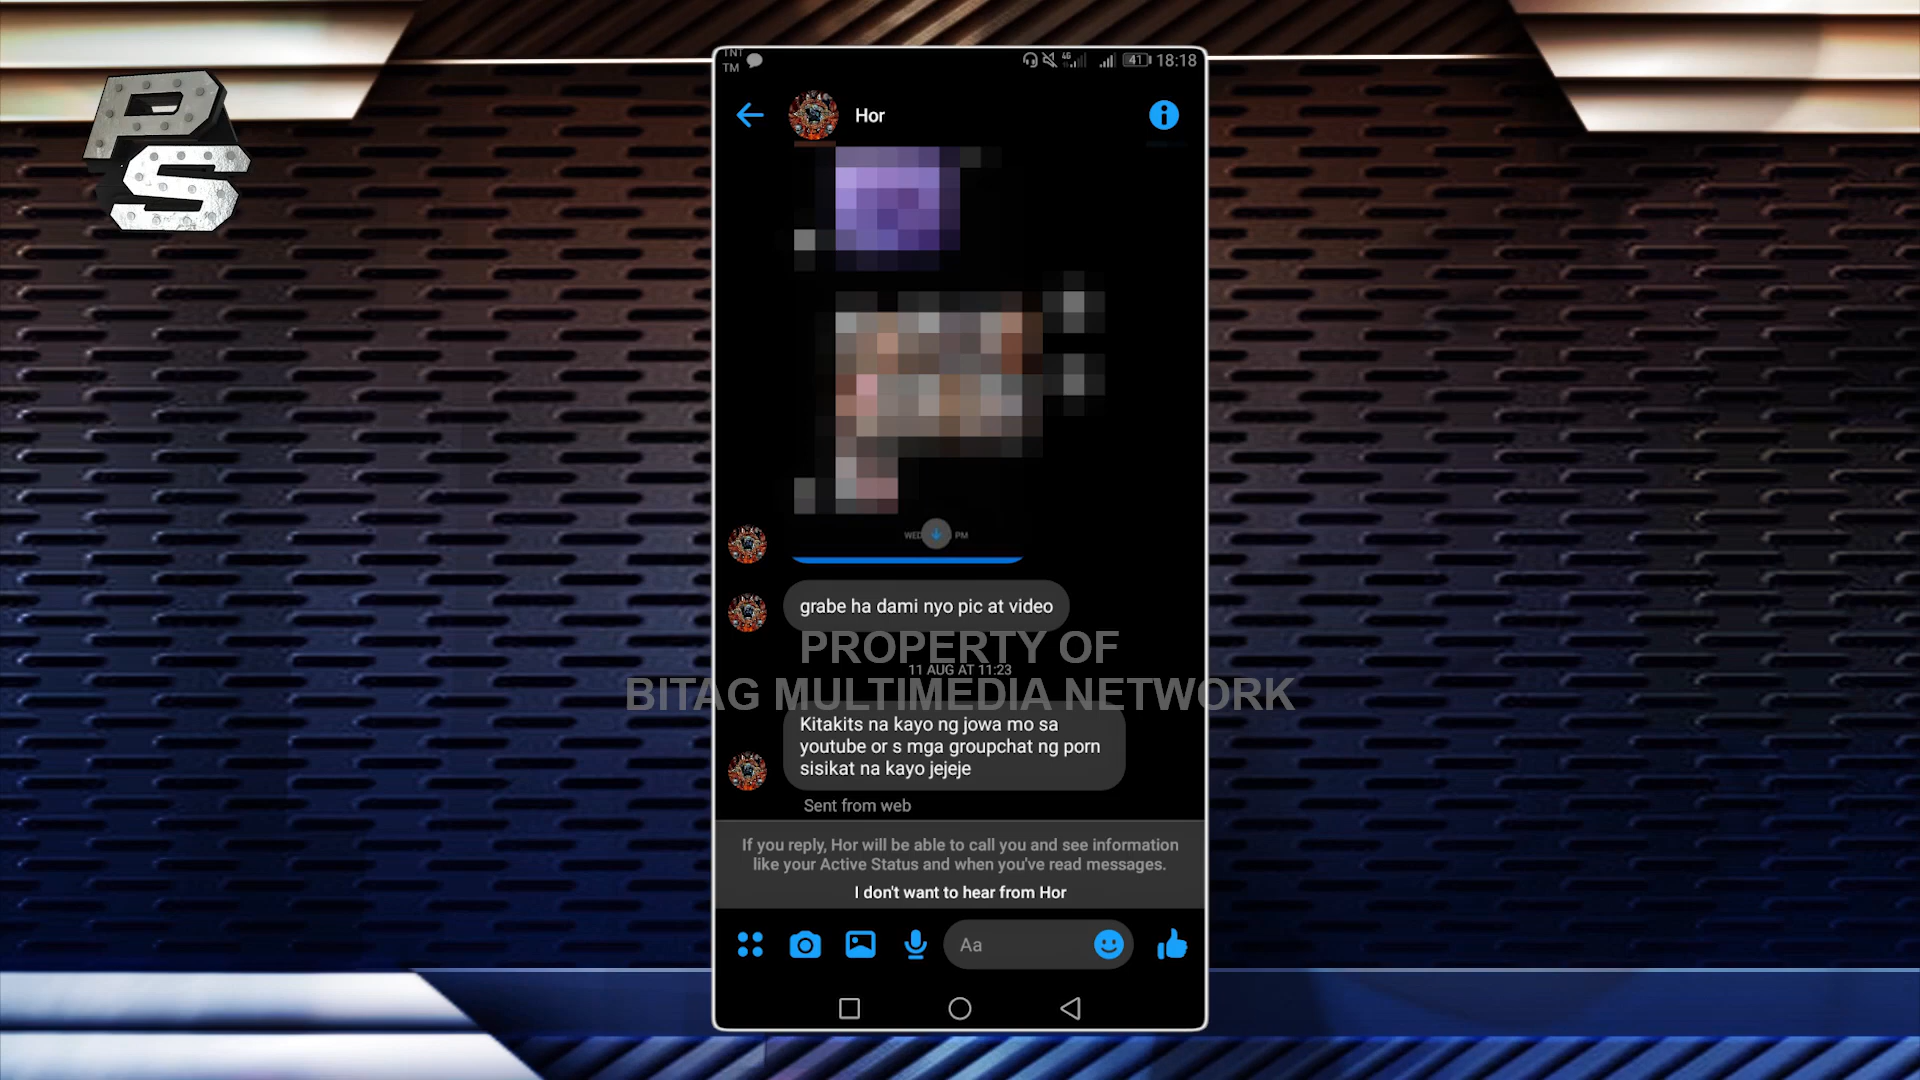 PS
TNT
TM
4G
41
18:18
Hor
WED
PM
grabe ha dami nyo pic at video
PROPERTY OF
11 AUG AT 11:23
BITAG MULTIMEDIA NETWORK
Kitakits na kayo ng jowa mo sa
youtube or s mga groupchat ng porn
sisikat na kayo jejeje
Sent from web
If you reply, Hor will be able to call you and see information
like your Active Status and when you've read messages.
I don't want to hear from Hor
Aa